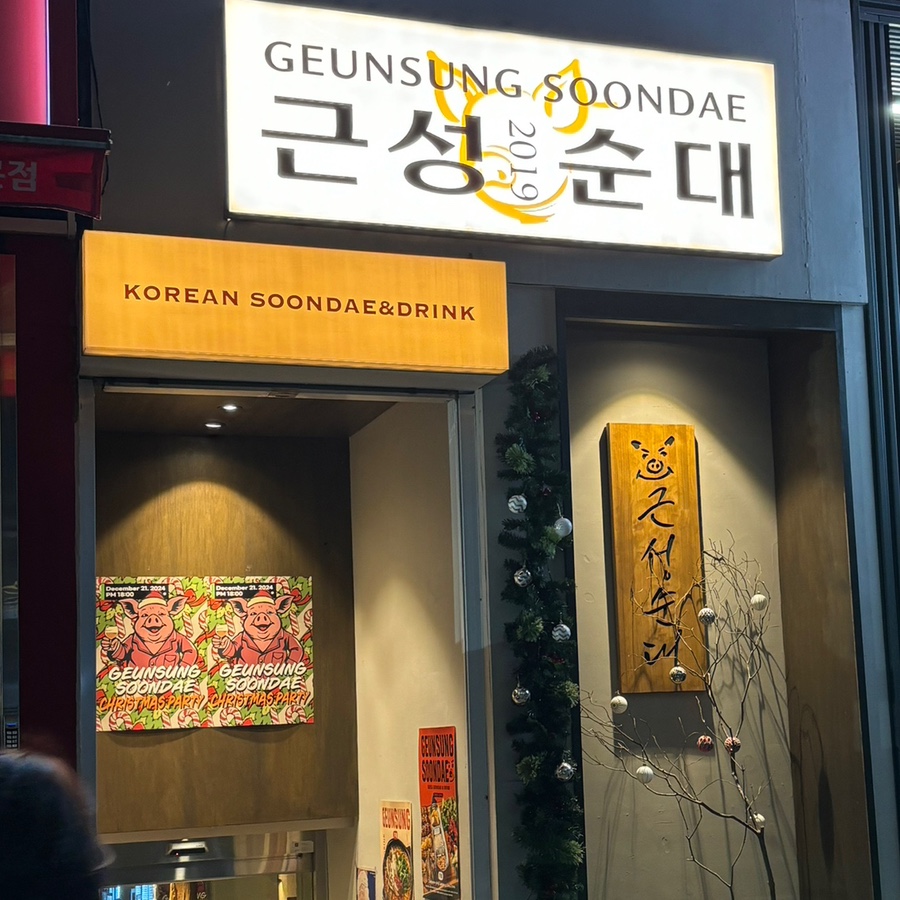 GEUNSUNG SOONDAE
근성순대
2019
점
KOREAN SOONDAE&DRINK
근성순대
December 21. 2024
PM 18:00
GEUNSUNG
SOONDAE
CHRISTMAS PARTY
December 21. 2024
PM 18:00
GEUNSUNG
SOONDAE
CHRISTMAS PARTY
GEUNSUNG
SOONDAE
GEUNSUNG